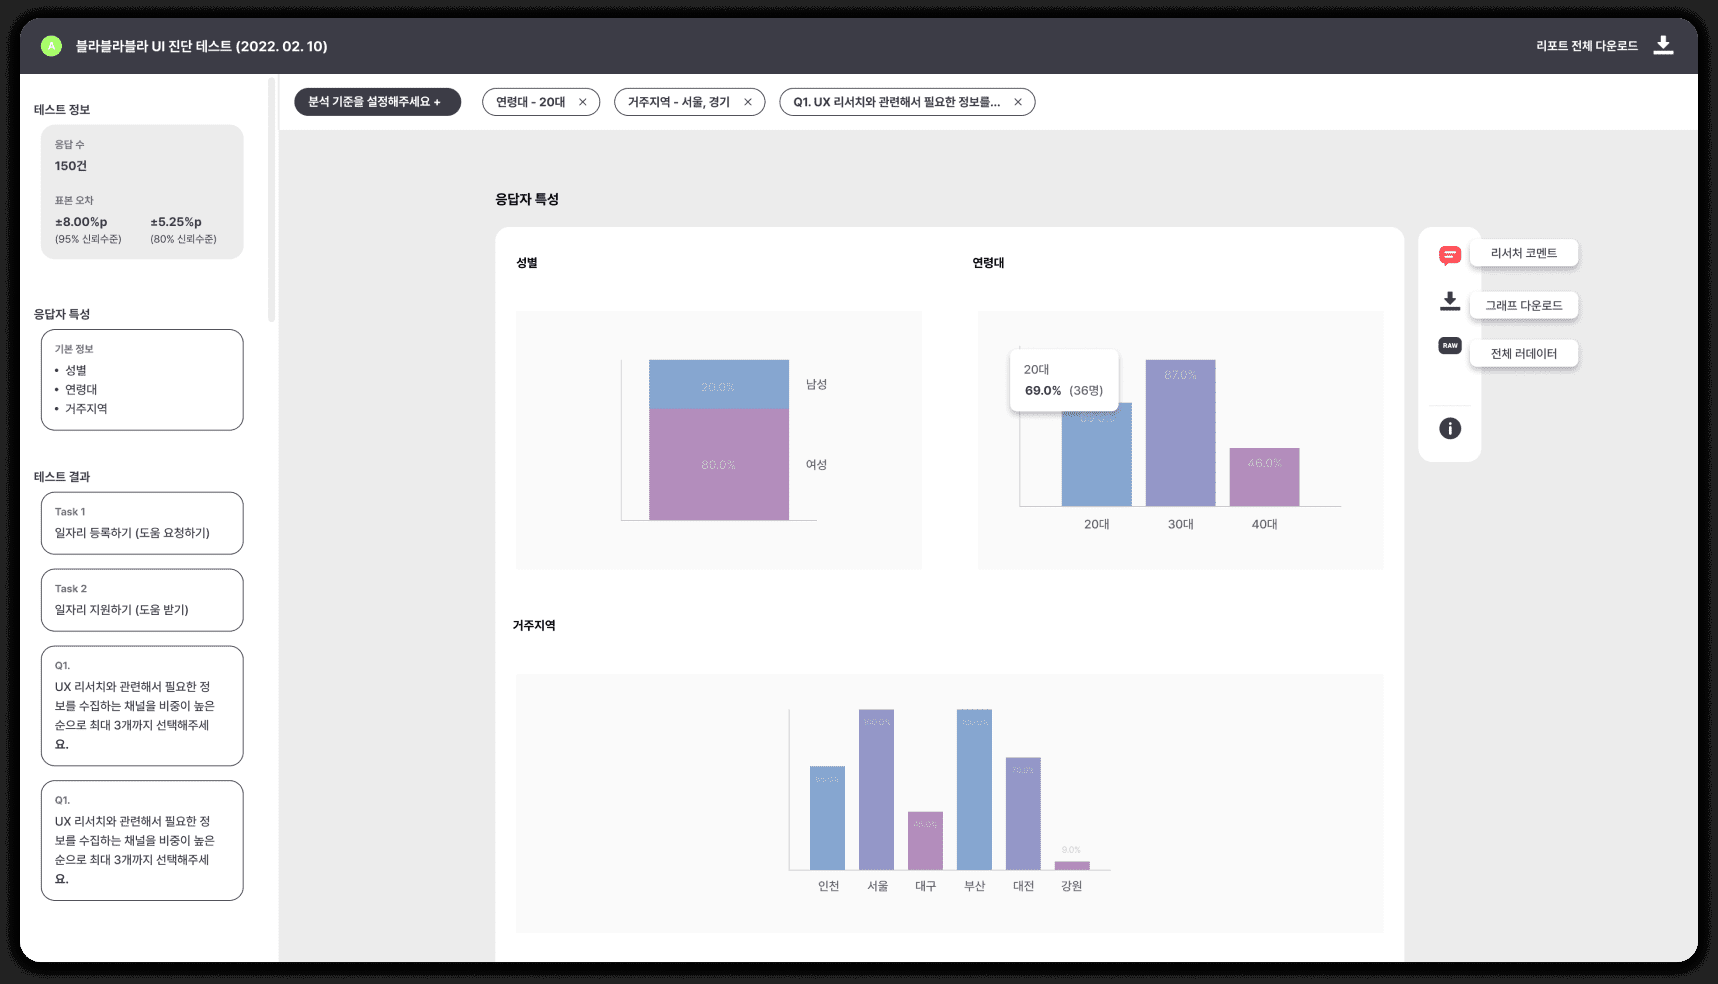 A
블라블라블라 UI 진단 테스트 (2022. 02. 10)
리포트 전체 다운로드
테스트 정보
응답 수
150건
표본 오차
±8.00%p
±5.25%p
(95% 신뢰수준)
(80% 신뢰수준)
응답자 특성
기본 정보
• 성별
• 연령대
• 거주지역
테스트 결과
Task 1
일자리 등록하기 (도움 요청하기)
Task 2
일자리 지원하기 (도움 받기)
Q1.
UX 리서치와 관련해서 필요한 정
보를 수집하는 채널을 비중이 높은
순으로 최대 3개까지 선택해주세
요.
Q1.
UX 리서치와 관련해서 필요한 정
보를 수집하는 채널을 비중이 높은
순으로 최대 3개까지 선택해주세
요.
분석 기준을 설정해주세요 +
연령대 - 20대 ×
거주지역 - 서울, 경기 ×
Q1. UX 리서치와 관련해서 필요한 정보를... ×
응답자 특성
성별
20.0%
남성
80.0%
여성
연령대
20대
69.0% (36명)
87.0%
46.0%
20대
30대
40대
거주지역
9.0%
인천
서울
대구
부산
대전
강원
리서처 코멘트
그래프 다운로드
RAW
전체 러데이터